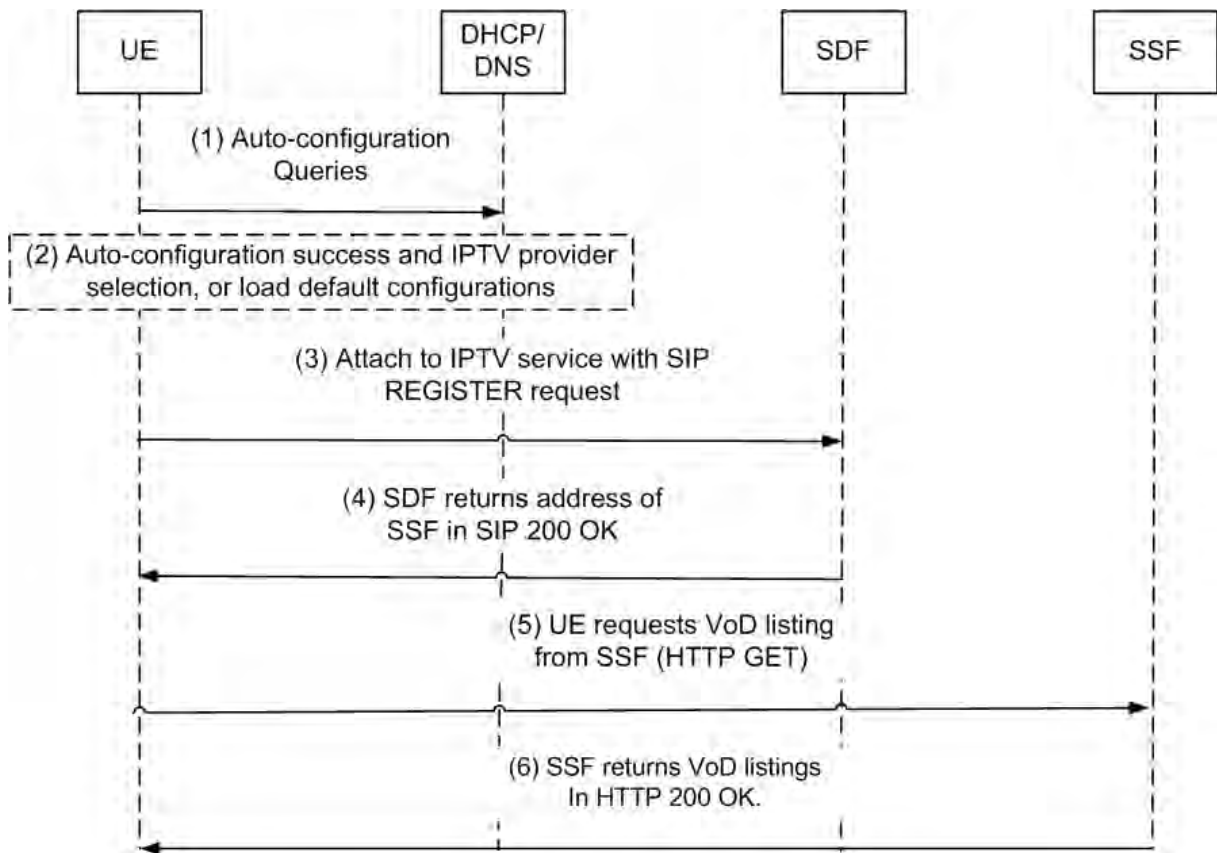 UE
DHCP/
DNS
SDF
SSF
(1) Auto-configuration
Queries
(2) Auto-configuration success and IPTV provider
selection, or load default configurations
(3) Attach to IPTV service with SIP
REGISTER request
(4) SDF returns address of
SSF in SIP 200 OK
(5) UE requests VoD listing
from SSF (HTTP GET)
(6) SSF returns VoD listings
In HTTP 200 OK.